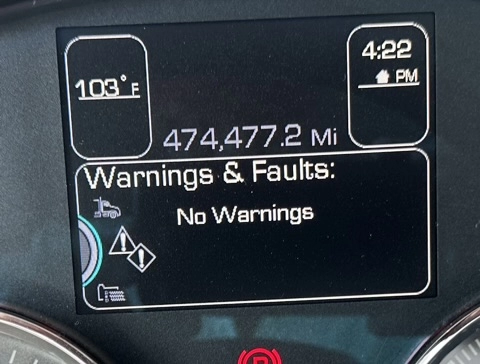 103°F
4:22
PM
474,477.2 Mi
Warnings & Faults:
No Warnings